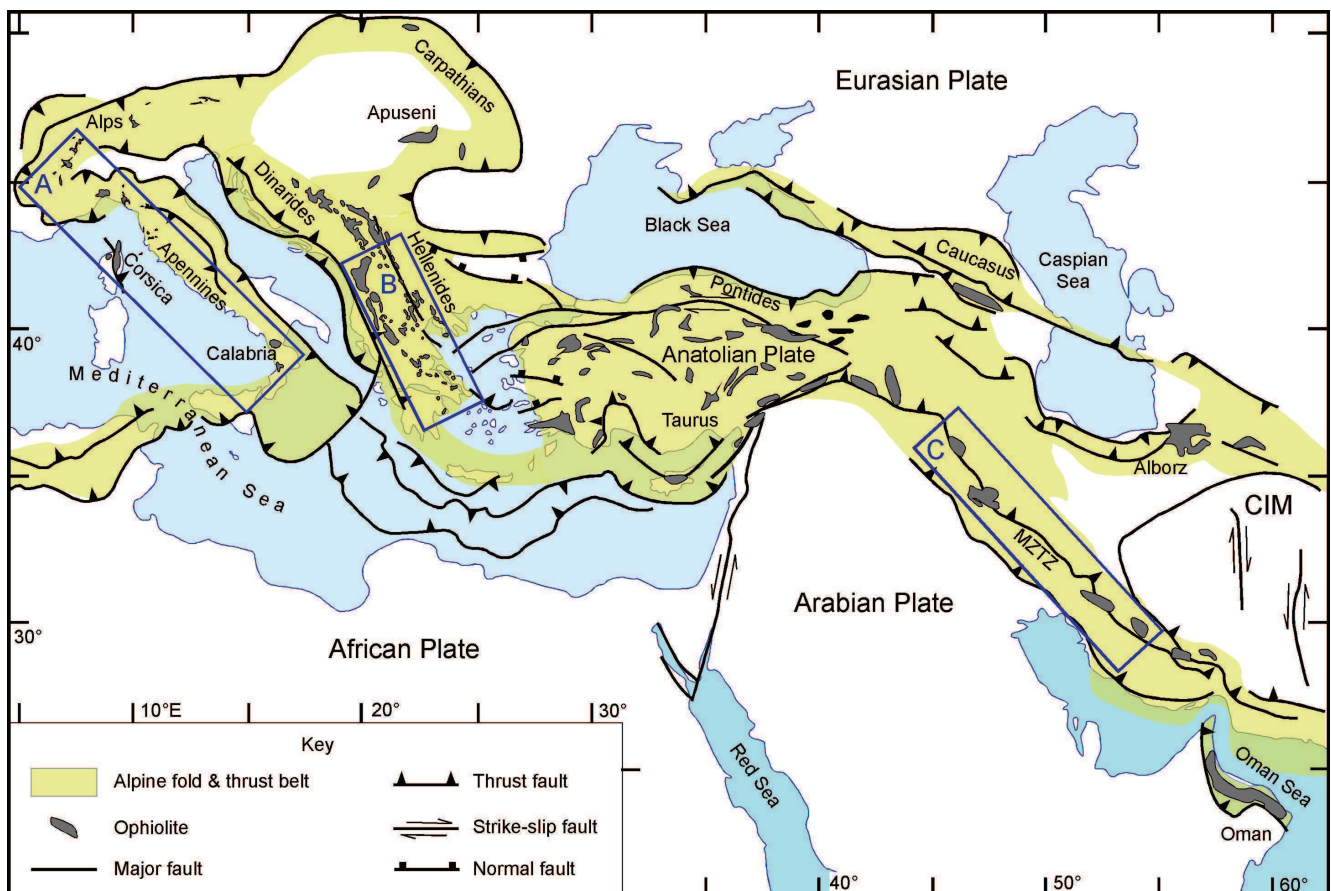 Carpathians
Eurasian Plate
Apuseni
Alps
A
Dinarides
Black Sea
Caucasus
Caspian
Sea
Hellenides
B
Apennines
Corsica
Pontides
40°
Calabria
Anatolian Plate
Mediterranean Sea
Taurus
C
Alborz
CIM
MZTZ
Arabian Plate
30°
African Plate
10°E
20°
30°
Red Sea
Oman Sea
Oman
40°
50°
60°
Key
Alpine fold & thrust belt
Thrust fault
Ophiolite
Strike-slip fault
Major fault
Normal fault